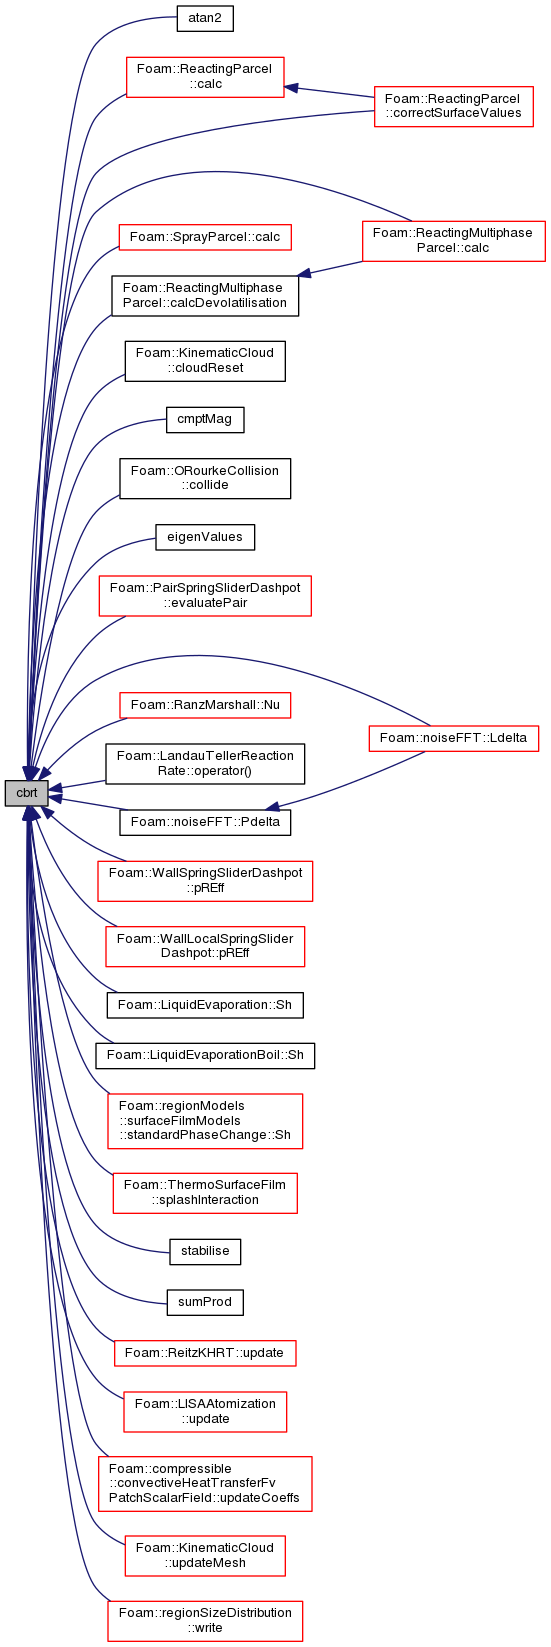 atan2
Foam::ReactingParcel
::calc
Foam::ReactingParcel
::correctSurfaceValues
Foam::ReactingMultiphase
Parcel::calc
Foam::SprayParcel::calc
Foam::ReactingMultiphase
Parcel::calcDevolatilisation
Foam::KinematicCloud
::cloudReset
cmptMag
Foam::ORourkeCollision
::collide
eigenValues
Foam::PairSpringSliderDashpot
::evaluatePair
Foam::RanzMarshall::Nu
Foam::noiseFFT::Ldelta
Foam::LandauTellerReaction
Rate::operator()
cbrt
Foam::noiseFFT::Pdelta
Foam::WallSpringSliderDashpot
::pREff
Foam::WallLocalSpringSlider
Dashpot::pREff
Foam::LiquidEvaporation::Sh
Foam::LiquidEvaporationBoil::Sh
Foam::regionModels
::surfaceFilmModels
::standardPhaseChange::Sh
Foam::ThermoSurfaceFilm
::splashInteraction
stabilise
sumProd
Foam::ReitzKHRT::update
Foam::LISAAtomization
::update
Foam::compressible
::convectiveHeatTransferFv
PatchScalarField::updateCoeffs
Foam::KinematicCloud
::updateMesh
Foam::regionSizeDistribution
::write